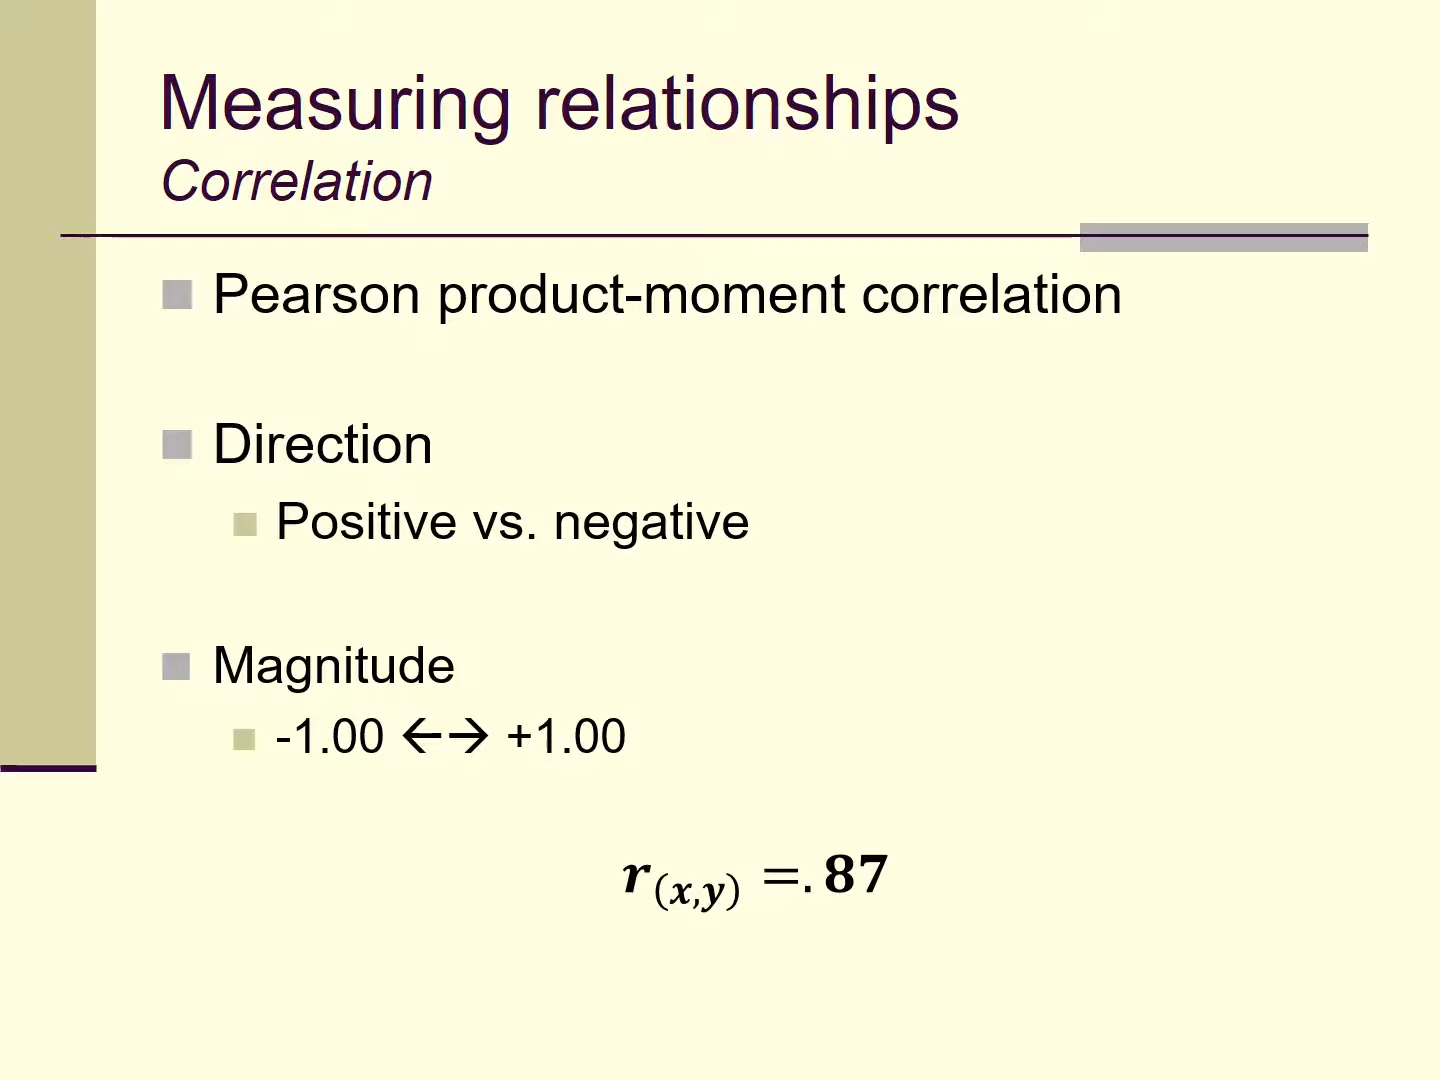 Measuring relationships
Correlation
Pearson product-moment correlation
Direction
Positive vs. negative
Magnitude
-1.00 ←→ +1.00
r(x,y) =.87